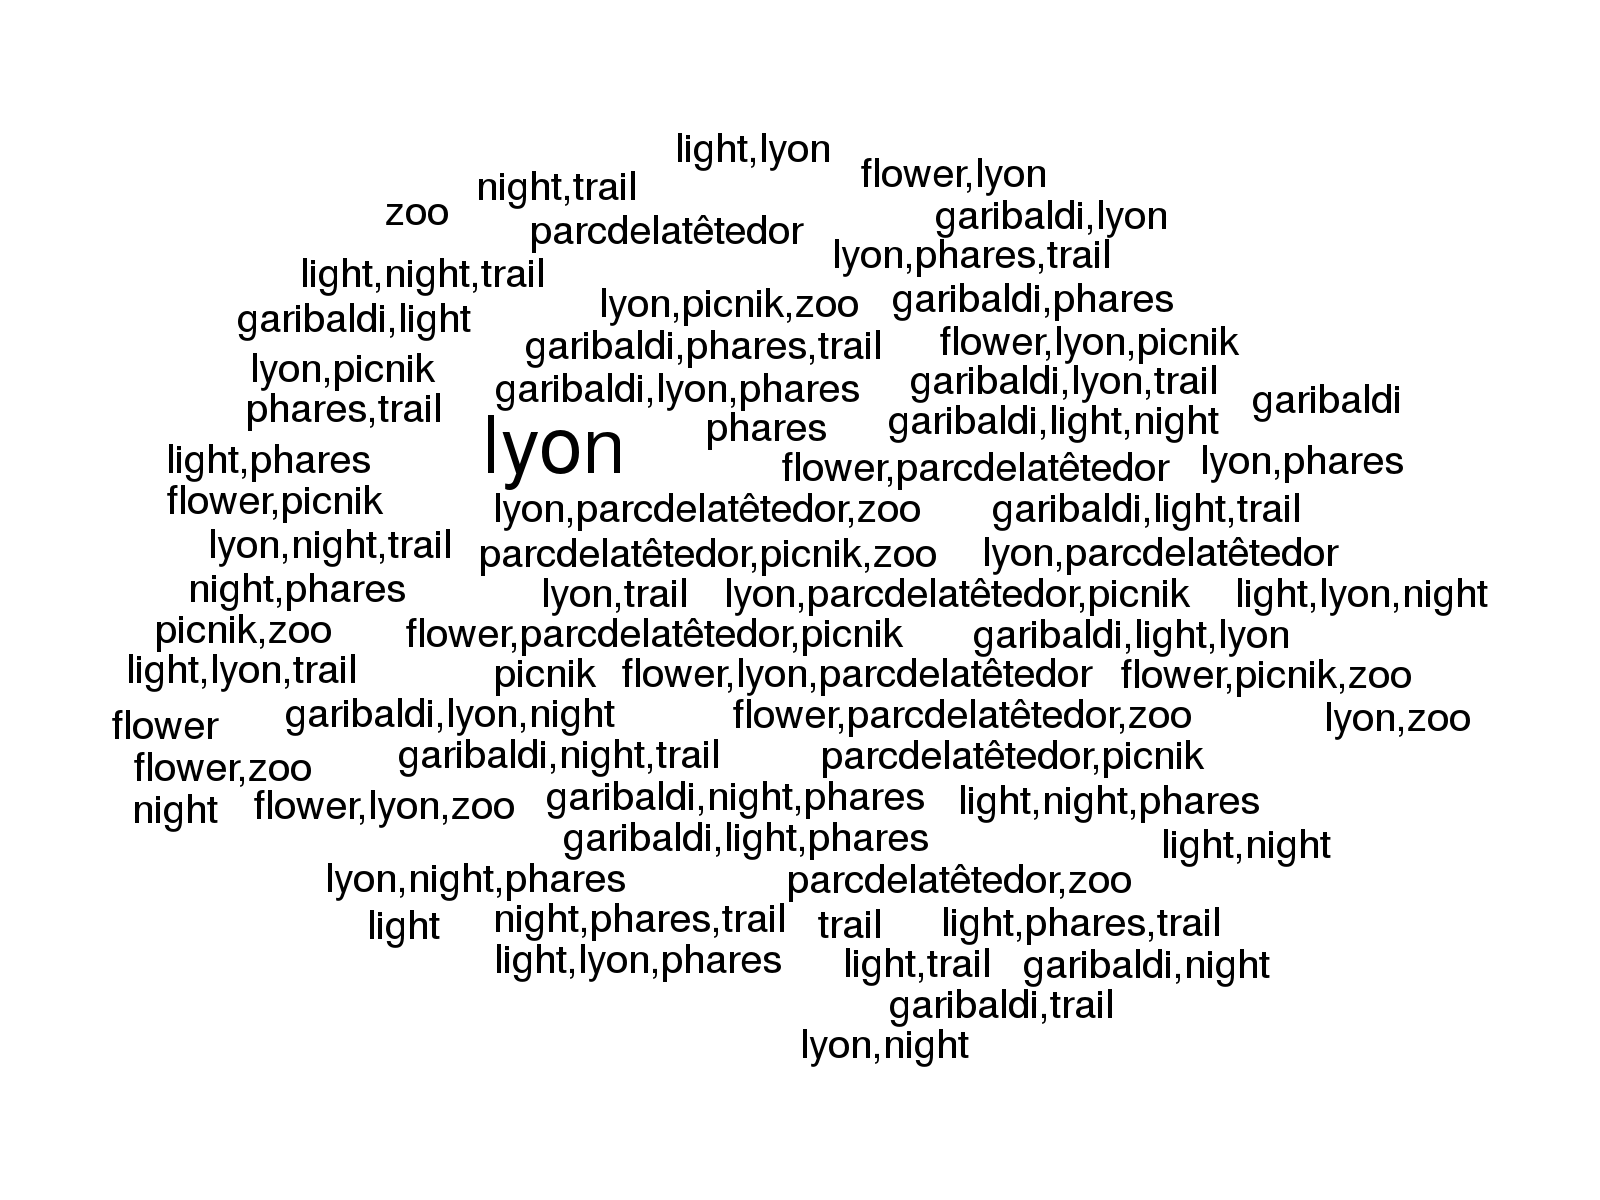 light,lyon
flower,lyon
night,trail
zoo
garibaldi,lyon
parcdelatêtedor
lyon,phares,trail
light,night,trail
lyon,picnik,zoo
garibaldi,phares
garibaldi,light
garibaldi,phares,trail
flower,lyon,picnik
lyon,picnik
garibaldi,lyon,phares
garibaldi,lyon,trail
garibaldi
phares,trail
phares
garibaldi,light,night
lyon
light,phares
flower,parcdelatêtedor
lyon,phares
flower,picnik
lyon,parcdelatêtedor,zoo
garibaldi,light,trail
lyon,night,trail
parcdelatêtedor,picnik,zoo
lyon,parcdelatêtedor
night,phares
lyon,trail
lyon,parcdelatêtedor,picnik
light,lyon,night
picnik,zoo
flower,parcdelatêtedor,picnik
garibaldi,light,lyon
light,lyon,trail
picnik
flower,lyon,parcdelatêtedor
flower,picnik,zoo
flower
garibaldi,lyon,night
flower,parcdelatêtedor,zoo
lyon,zoo
flower,zoo
garibaldi,night,trail
parcdelatêtedor,picnik
night
flower,lyon,zoo
garibaldi,night,phares
light,night,phares
garibaldi,light,phares
light,night
lyon,night,phares
parcdelatêtedor,zoo
light
night,phares,trail
trail
light,phares,trail
light,lyon,phares
light,trail
garibaldi,night
garibaldi,trail
lyon,night